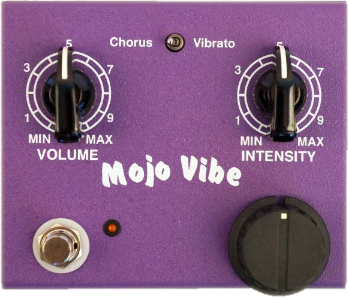 Chorus Vibrato
5 5
3 7 3 7
1 9 1 9
MIN MAX MIN MAX
VOLUME INTENSITY
Mojo Vibe